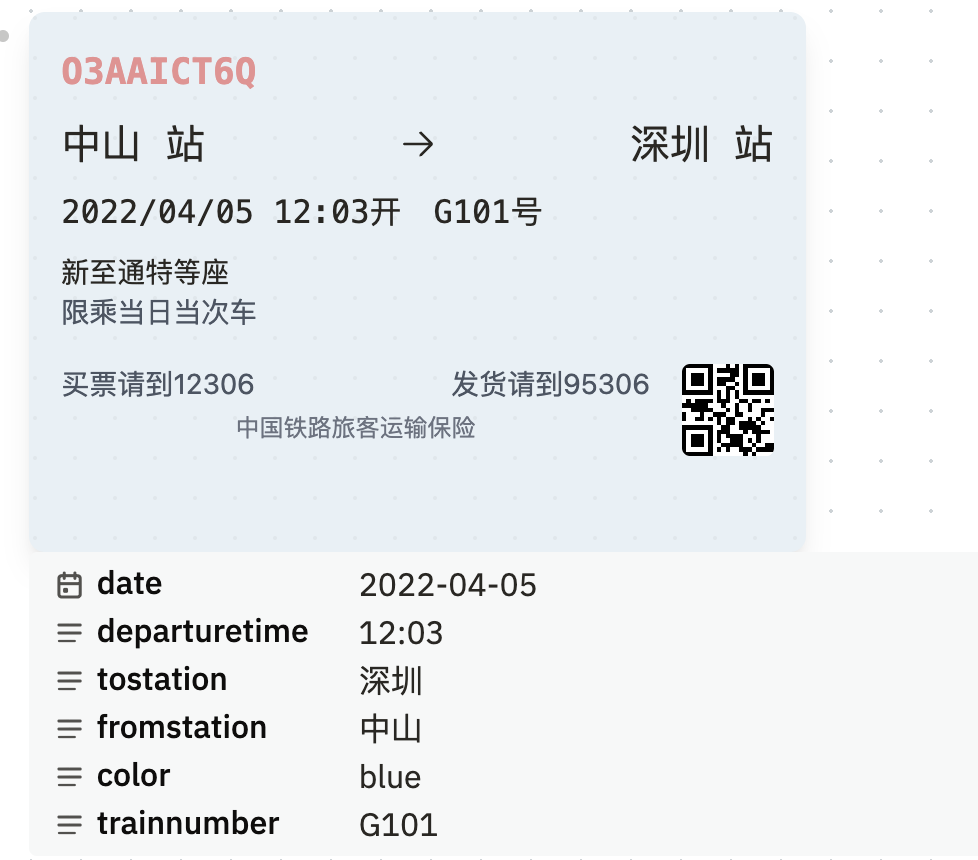 O3AAICT6Q
中山 站 → 深圳 站
2022/04/05 12:03开 G101号
新至通特等座
限乘当日当次车
买票请到12306 发货请到95306
中国铁路旅客运输保险
date 2022-04-05
departuretime 12:03
tostation 深圳
fromstation 中山
color blue
trainnumber G101